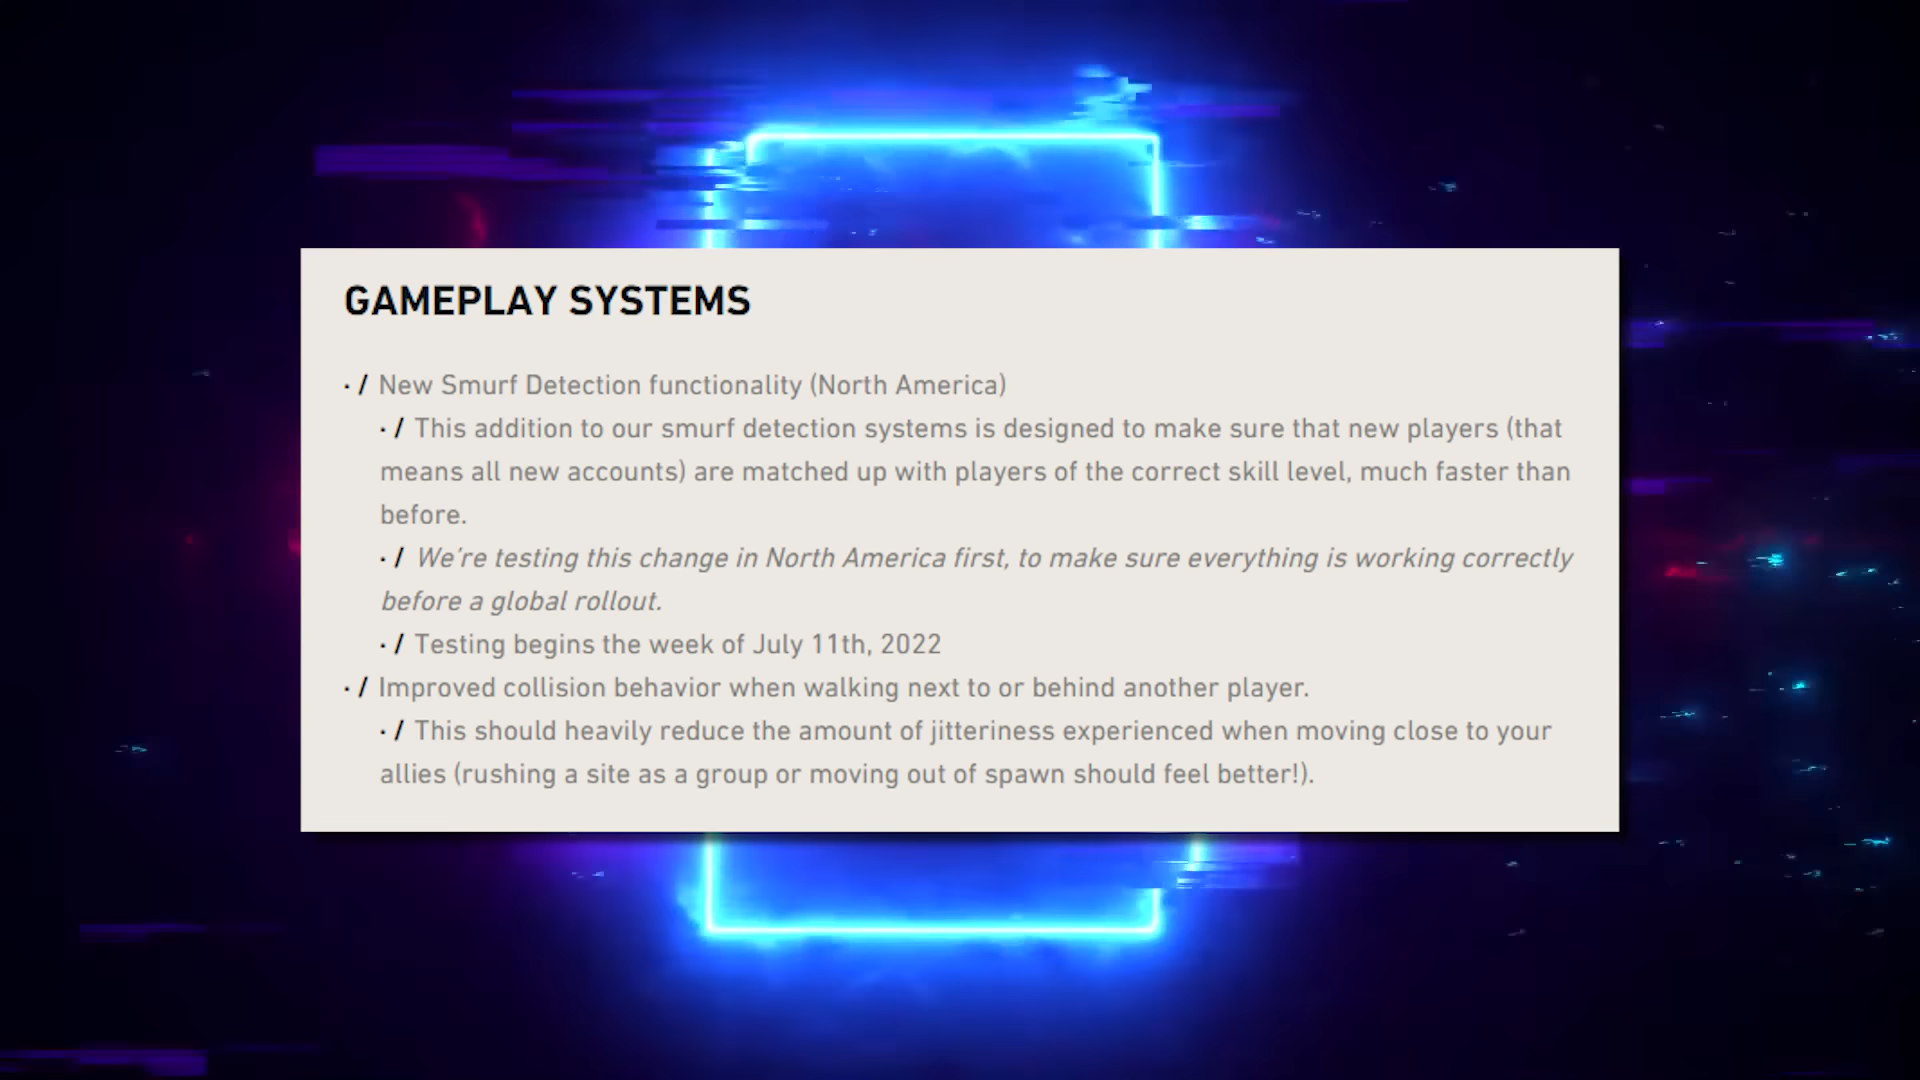 GAMEPLAY SYSTEMS
· / New Smurf Detection functionality (North America)
· / This addition to our smurf detection systems is designed to make sure that new players (that
means all new accounts) are matched up with players of the correct skill level, much faster than
before.
· / We're testing this change in North America first, to make sure everything is working correctly
before a global rollout.
· / Testing begins the week of July 11th, 2022
· / Improved collision behavior when walking next to or behind another player.
· / This should heavily reduce the amount of jitteriness experienced when moving close to your
allies (rushing a site as a group or moving out of spawn should feel better!).